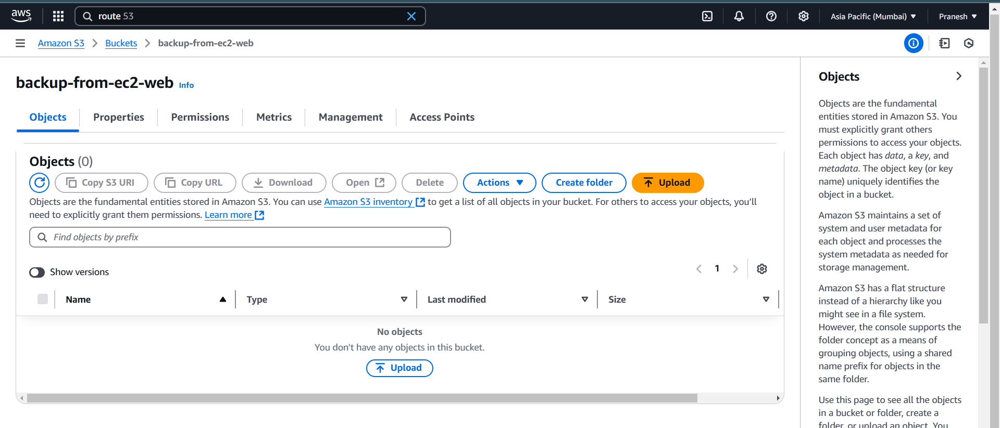 aws
route 53
Asia Pacific (Mumbai)
Pranesh
Amazon S3
Buckets
backup-from-ec2-web
backup-from-ec2-web Info
Objects
Properties
Permissions
Metrics
Management
Access Points
Objects (0)
Copy S3 URI
Copy URL
Download
Open
Delete
Actions
Create folder
Upload
Objects are the fundamental entities stored in Amazon S3. You can use Amazon S3 inventory to get a list of all objects in your bucket. For others to access your objects, you’ll
need to explicitly grant them permissions. Learn more
Find objects by prefix
Show versions
1
Name
Type
Last modified
Size
No objects
You don't have any objects in this bucket.
Upload
Objects
Objects are the fundamental
entities stored in Amazon S3. You
must explicitly grant others
permissions to access your objects.
Each object has data, a key, and
metadata. The object key (or key
name) uniquely identifies the
object in a bucket.
Amazon S3 maintains a set of
system and user metadata for
each object and processes the
system metadata as needed for
storage management.
Amazon S3 has a flat structure
instead of a hierarchy like you
might see in a file system.
However, the console supports the
folder concept as a means of
grouping objects, using a shared
name prefix for objects in the
same folder.
Use this page to see all the objects
in a bucket or folder, create a
folder, or upload an object. You